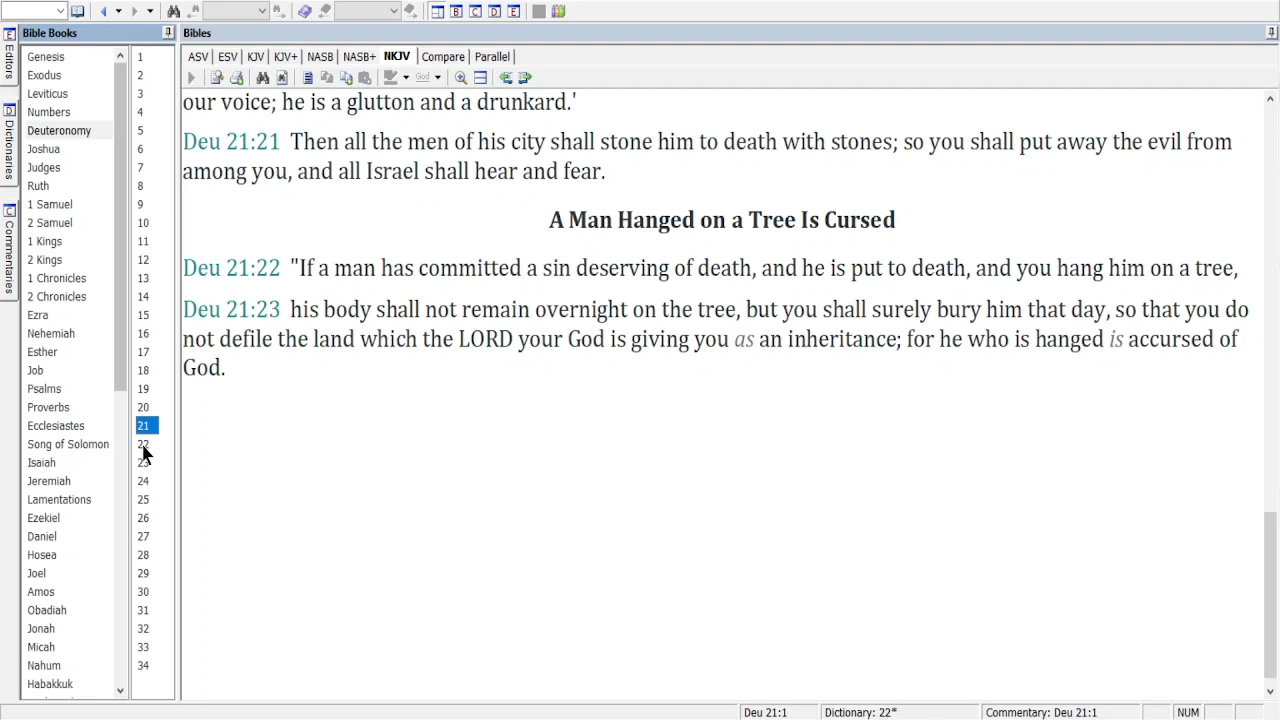 B C D E
Bible Books
Bibles
Editors
Dictionaries
Commentaries
Genesis
Exodus
Leviticus
Numbers
Deuteronomy
Joshua
Judges
Ruth
1 Samuel
2 Samuel
1 Kings
2 Kings
1 Chronicles
2 Chronicles
Ezra
Nehemiah
Esther
Job
Psalms
Proverbs
Ecclesiastes
Song of Solomon
Isaiah
Jeremiah
Lamentations
Ezekiel
Daniel
Hosea
Joel
Amos
Obadiah
Jonah
Micah
Nahum
Habakkuk
1
2
3
4
5
6
7
8
9
10
11
12
13
14
15
16
17
18
19
20
21
22
23
24
25
26
27
28
29
30
31
32
33
34
ASV ESV KJV KJV+ NASB NASB+ NKJV Compare Parallel
God
our voice; he is a glutton and a drunkard.'
Deu 21:21 Then all the men of his city shall stone him to death with stones; so you shall put away the evil from
among you, and all Israel shall hear and fear.
A Man Hanged on a Tree Is Cursed
Deu 21:22 "If a man has committed a sin deserving of death, and he is put to death, and you hang him on a tree,
Deu 21:23 his body shall not remain overnight on the tree, but you shall surely bury him that day, so that you do
not defile the land which the LORD your God is giving you as an inheritance; for he who is hanged is accursed of
God.
Deu 21:1 Dictionary: 22* Commentary: Deu 21:1 NUM